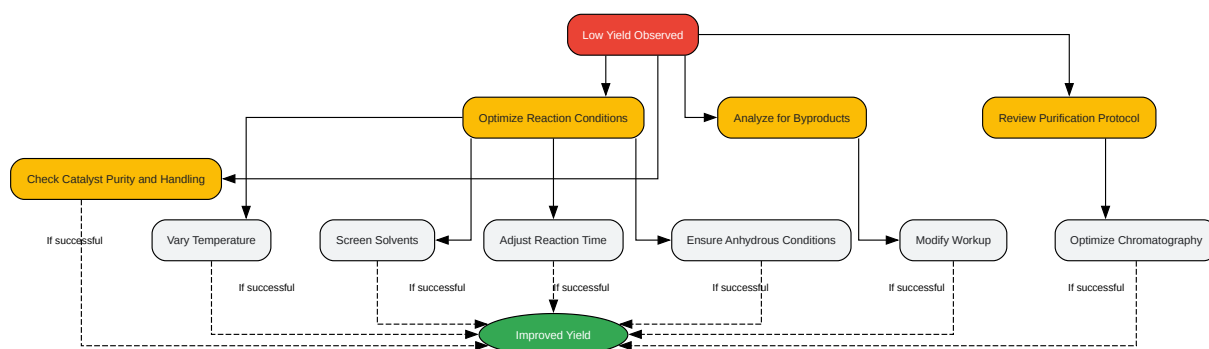 Low Yield Observed
Optimize Reaction Conditions
Analyze for Byproducts
Review Purification Protocol
Check Catalyst Purity and Handling
If successful
Vary Temperature
Screen Solvents
Adjust Reaction Time
Ensure Anhydrous Conditions
Modify Workup
Optimize Chromatography
If successful
If successful
If successful
If successful
If successful
If successful
Improved Yield